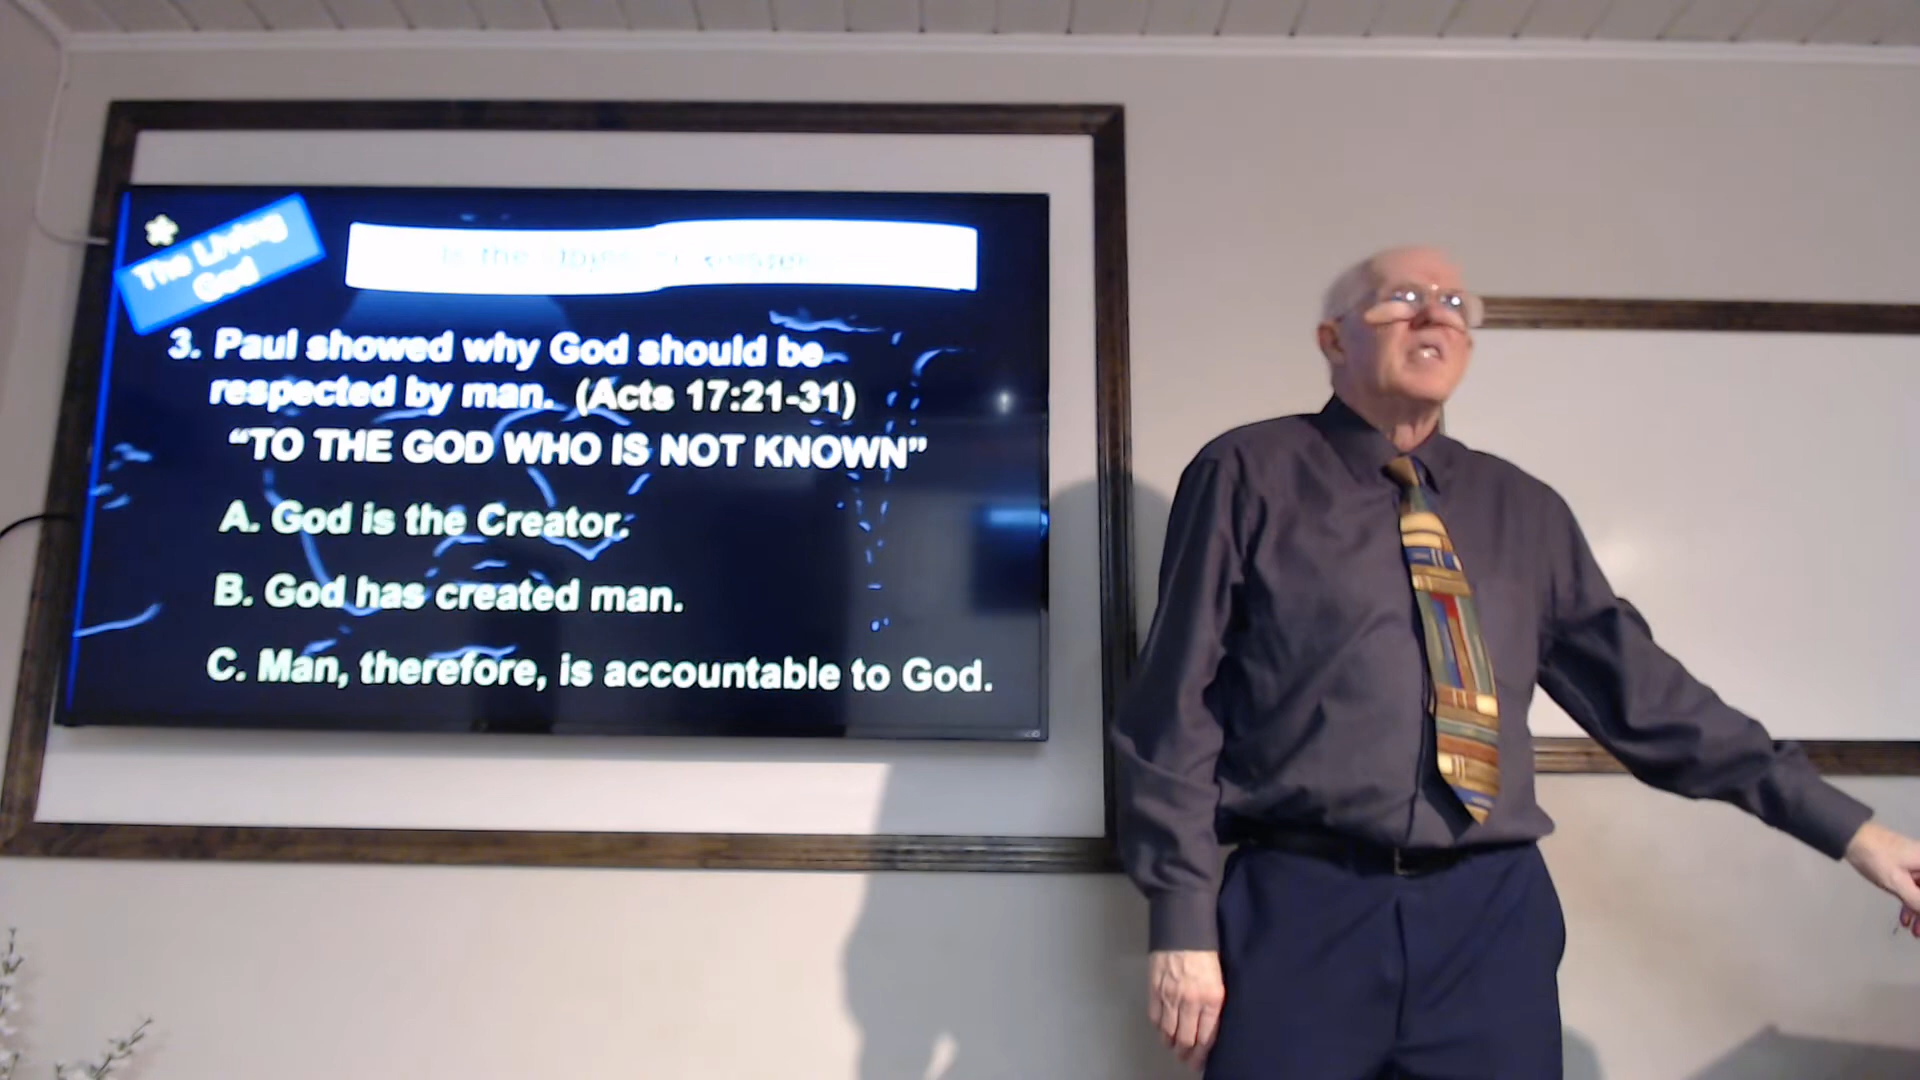 The Living
God
is the
3. Paul showed why God should be
respected by man. (Acts 17:21-31)
“TO THE GOD WHO IS NOT KNOWN”
A. God is the Creator.
B. God has created man.
C. Man, therefore, is accountable to God.